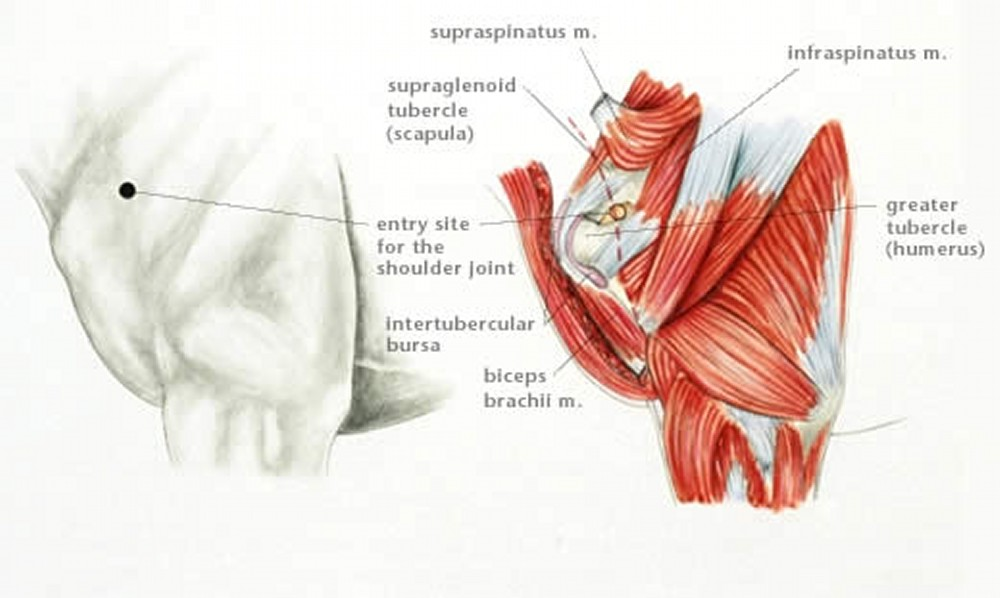 supraspinatus m.
infraspinatus m.
supraglenoid
tubercle
(scapula)
entry site
for the
shoulder joint
greater
tubercle
(humerus)
intertubercular
bursa
biceps
brachii m.